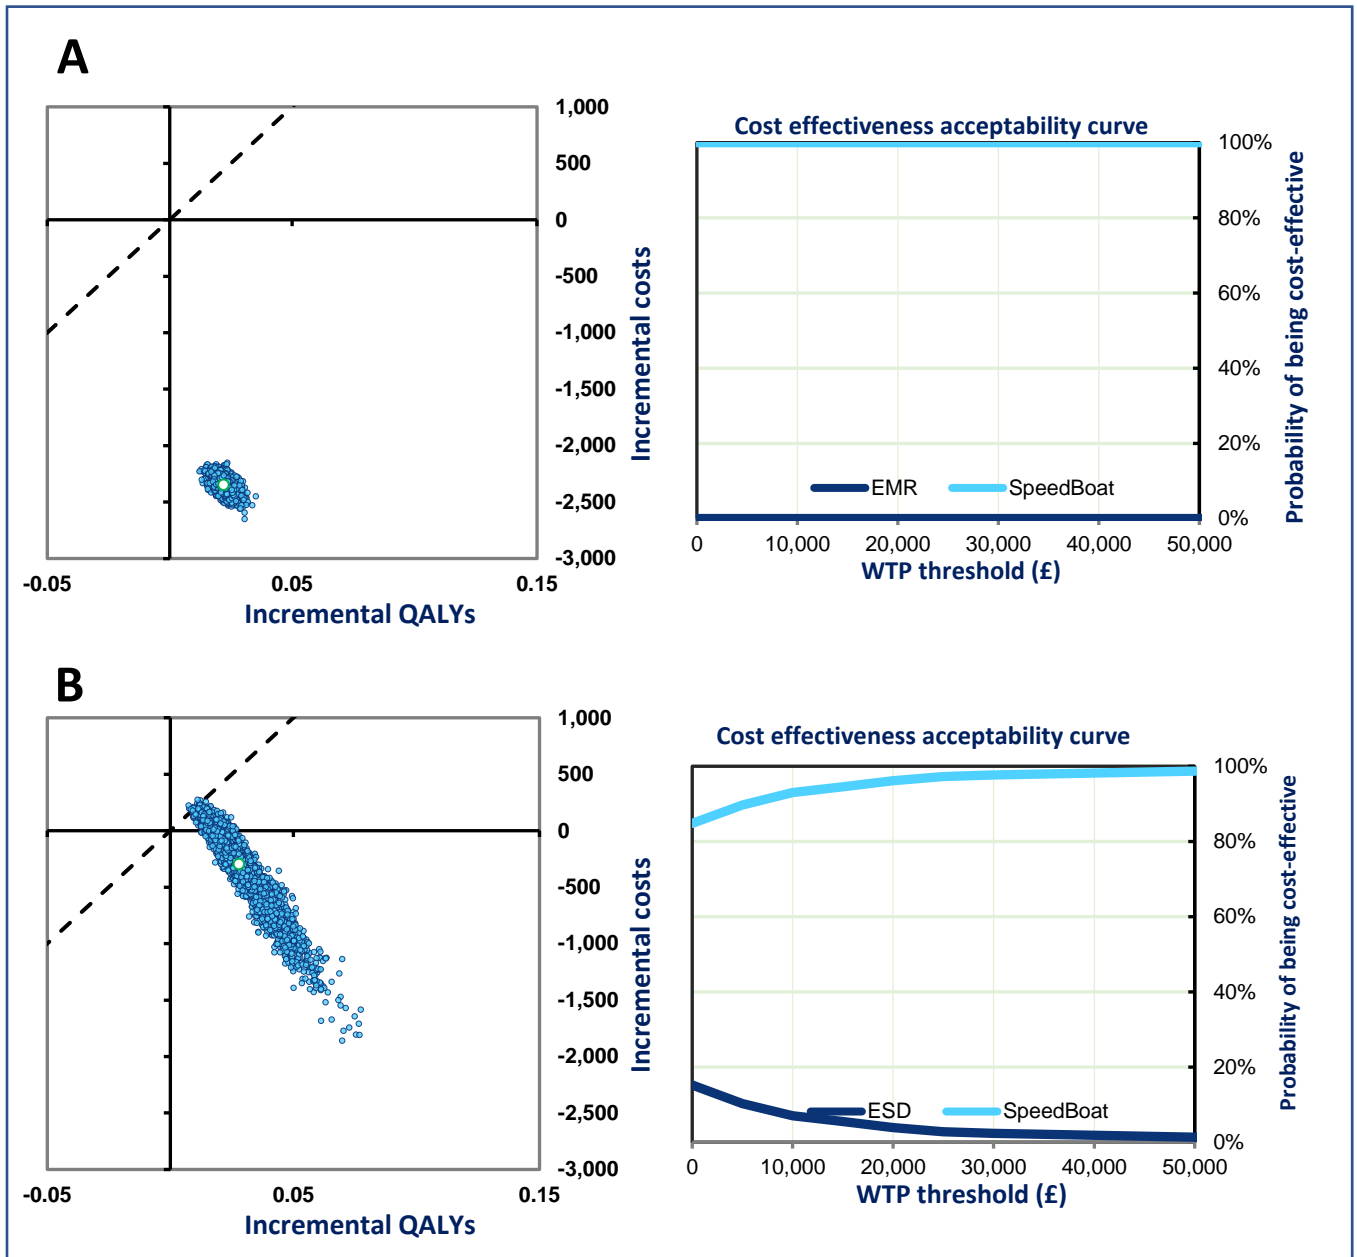 A
1,000
500
0
-500
-1,000
-1,500
-2,000
-2,500
-3,000
Incremental costs
-0.05 0.05 0.15
Incremental QALYs
Cost effectiveness acceptability curve
100%
80%
60%
40%
20%
0%
Probability of being cost-effective
EMR SpeedBoat
0 10,000 20,000 30,000 40,000 50,000
WTP threshold (£)
B
1,000
500
0
-500
-1,000
-1,500
-2,000
-2,500
-3,000
Incremental costs
-0.05 0.05 0.15
Incremental QALYs
Cost effectiveness acceptability curve
100%
80%
60%
40%
20%
0%
Probability of being cost-effective
ESD SpeedBoat
0 10,000 20,000 30,000 40,000 50,000
WTP threshold (£)